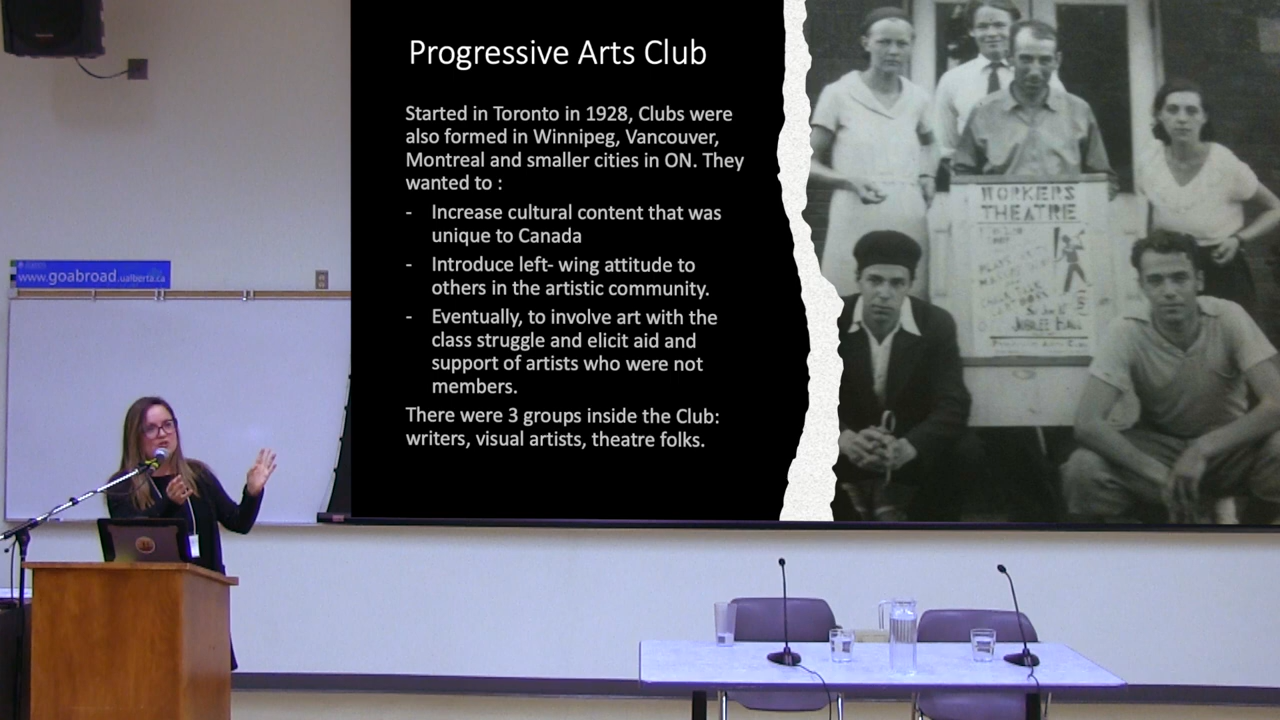 Progressive Arts Club
Started in Toronto in 1928, Clubs were
also formed in Winnipeg, Vancouver,
Montreal and smaller cities in ON. They
wanted to :
- Increase cultural content that was
unique to Canada
- Introduce left- wing attitude to
others in the artistic community.
- Eventually, to involve art with the
class struggle and elicit aid and
support of artists who were not
members.
There were 3 groups inside the Club:
writers, visual artists, theatre folks.
WORKERS
THEATRE
JUBILEE HALL
www.goabroad.ualberta.ca